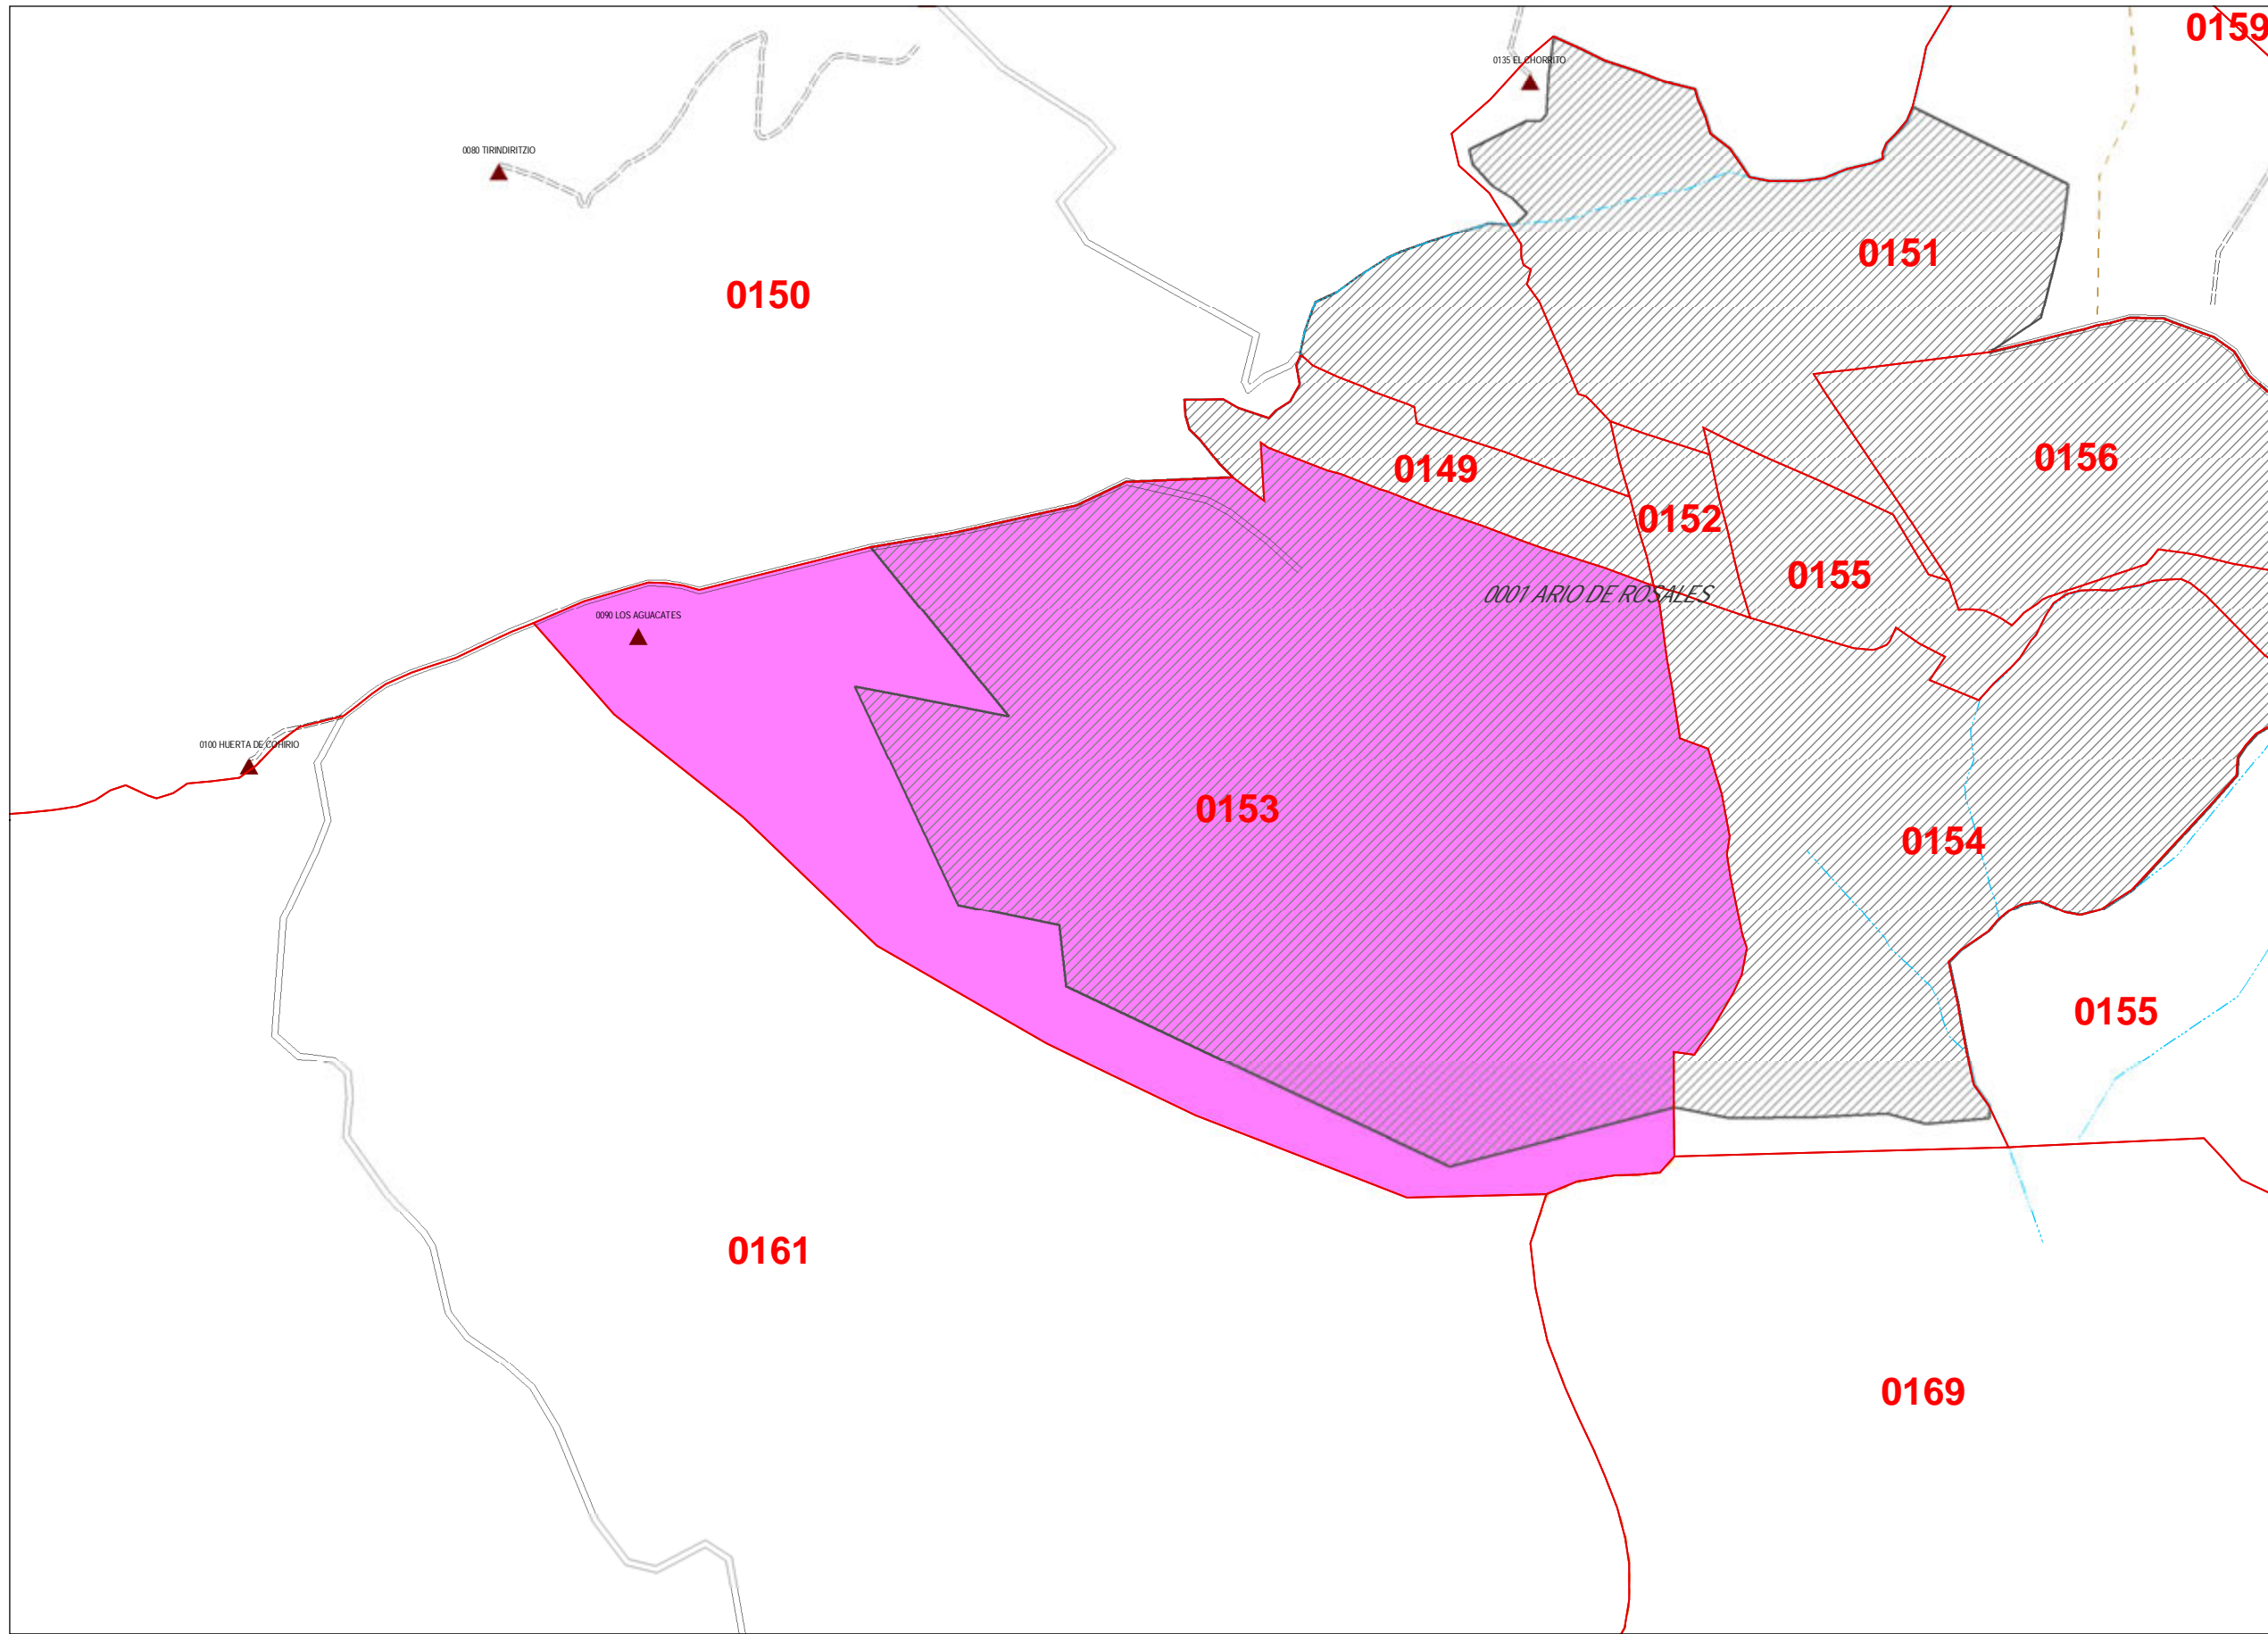 0159
0135 EL CHORRITO
0080 TIRINDIRITZIO
0151
0150
0156
0149
0152
0155
0001 ARIO DE ROSALES
0090 LOS AGUACATES
0100 HUERTA DE COHIRIO
0153
0154
0155
0161
0169